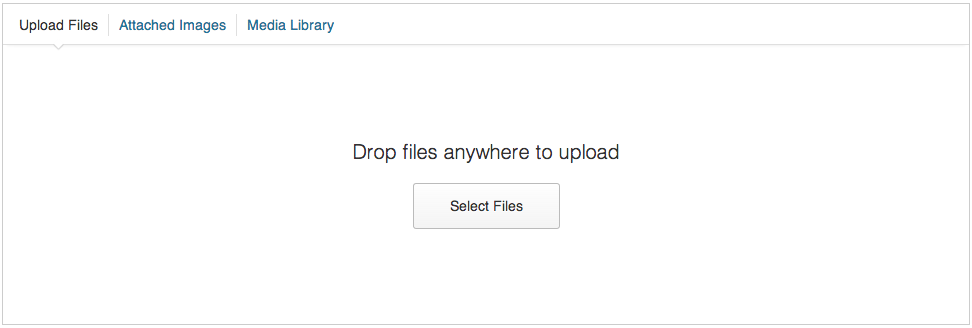 Upload Files Attached Images Media Library
Drop files anywhere to upload
Select Files